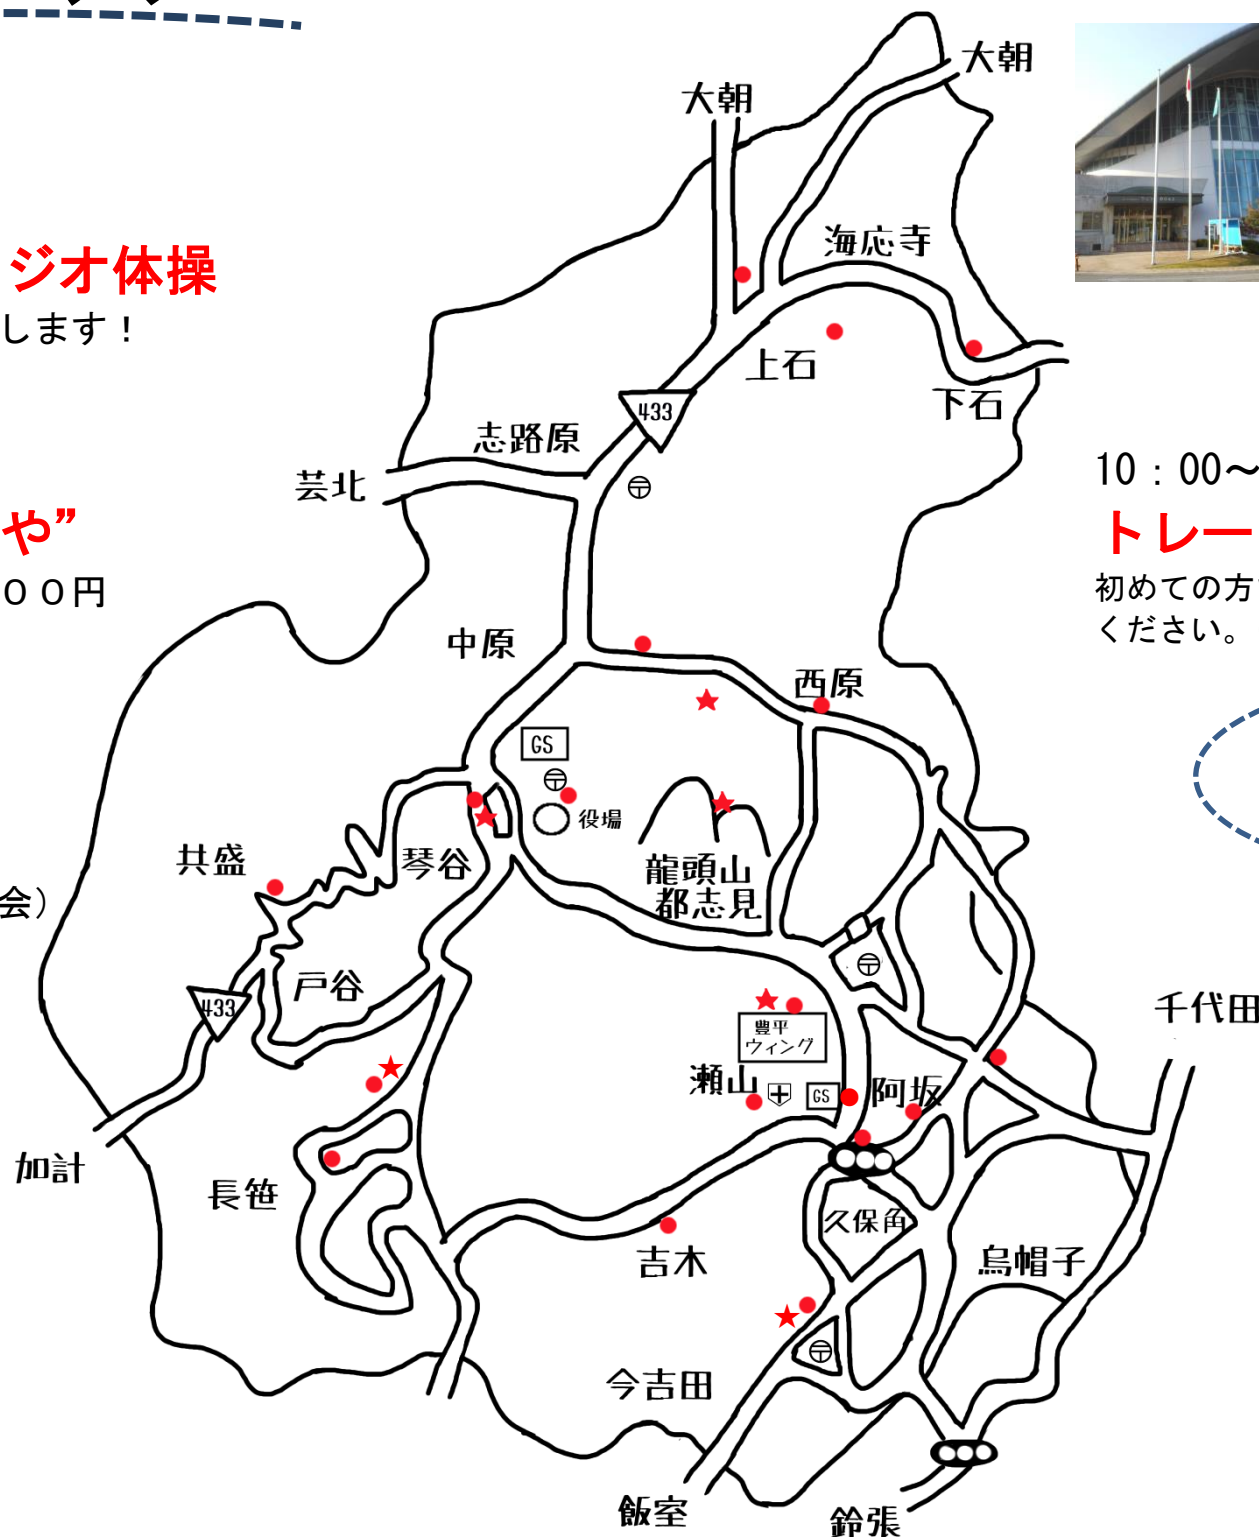 大朝
大朝
海応寺
ジオ体操
します！
上石
下石
433
志路原
芸北
〒
10：00～
や”
トレー
００円
初めての方
ください。
中原
西原
GS
〒
役場
共盛
琴谷
龍頭山
都志見
会）
〒
戸谷
433
千代田
豊平
ウィング
瀬山
GS
阿坂
加計
長笹
久保角
吉木
烏帽子
〒
今吉田
飯室
鈴張